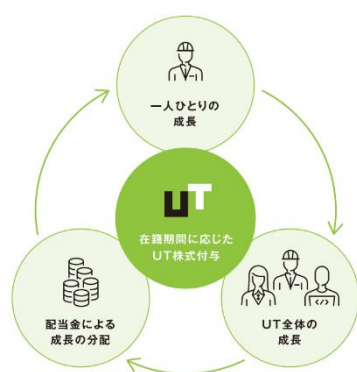 一人ひとりの
成長
UT
在籍期間に応じた
UT株式付与
配当金による
成長の分配
UT全体の
成長